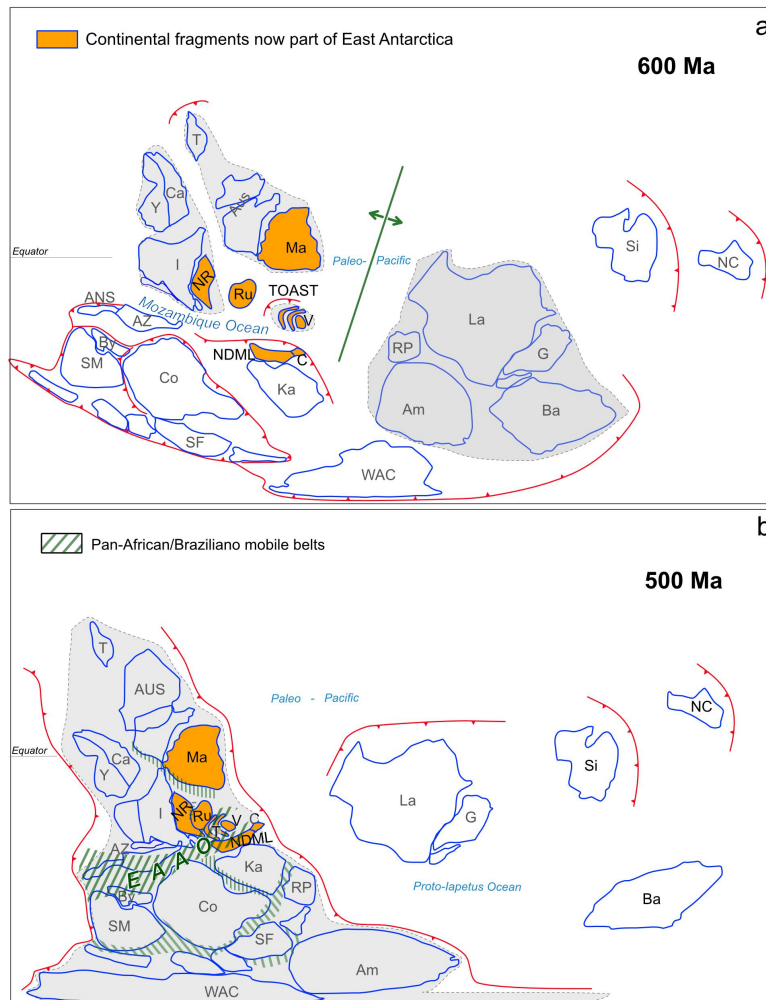 a
Continental fragments now part of East Antarctica
600 Ma
T
Ca
Y
Aus
I
NR
Ma
Paleo- Pacific
Si
NC
Equator
Ru
TOAST
V
ANS
AZ
Mozambique Ocean
By
SM
Co
NDML
C
Ka
SF
La
RP
G
Am
Ba
WAC
b
Pan-African/Braziliano mobile belts
500 Ma
T
AUS
Paleo - Pacific
NC
Equator
Ca
Y
Ma
Si
I
NR
Ru
T
V
C
NDML
La
G
AZ
EAAO
Ka
By
Co
RP
Proto-Iapetus Ocean
Ba
SM
SF
Am
WAC